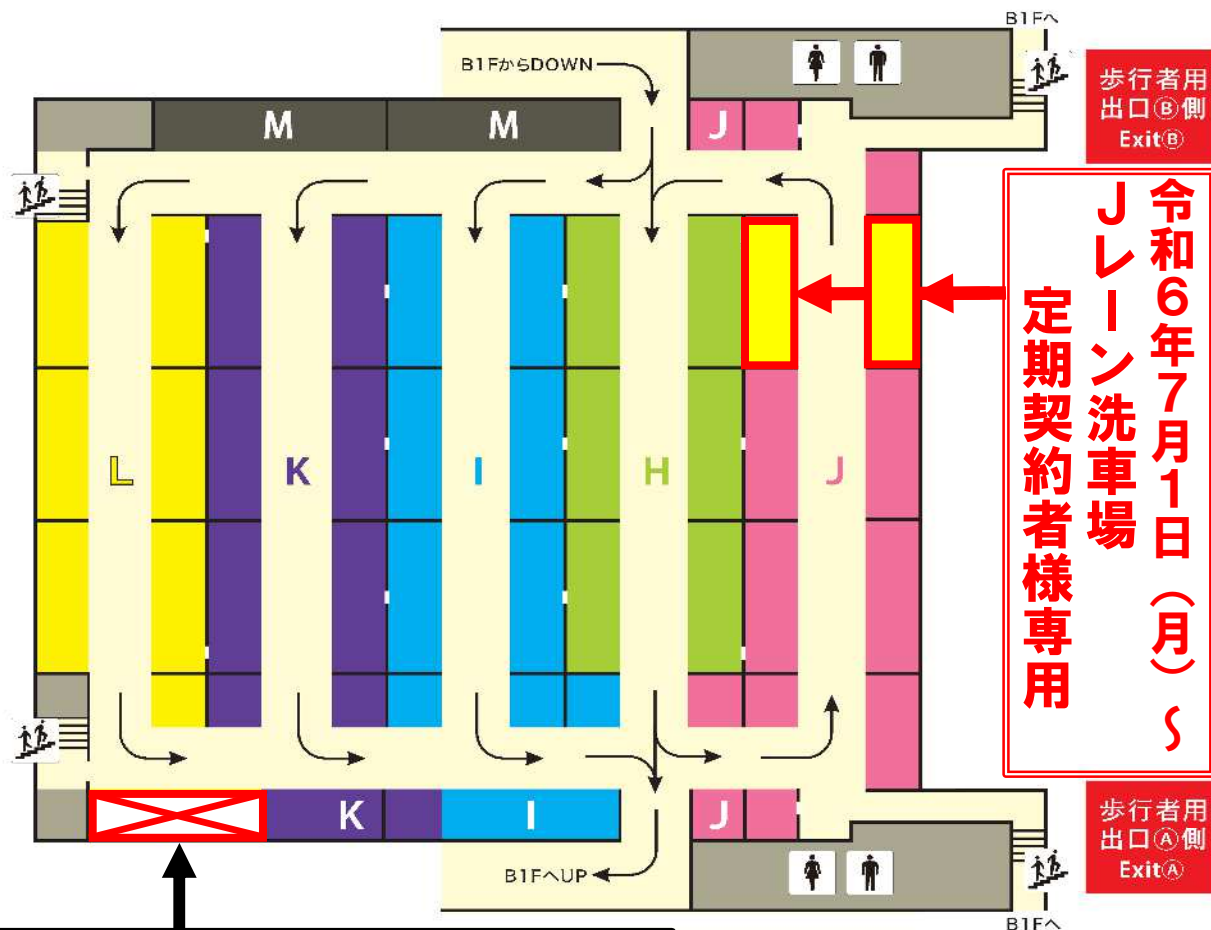 B1Fへ
B1FからDOWN
歩行者用
出口Ⓑ側
ExitⒷ
M
M
J
令和6年7月1日（月）～
Jレーン洗車場
定期契約者様専用
L
K
I
H
J
K
I
J
B1FへUP
歩行者用
出口Ⓐ側
ExitⒶ
B1Fへ